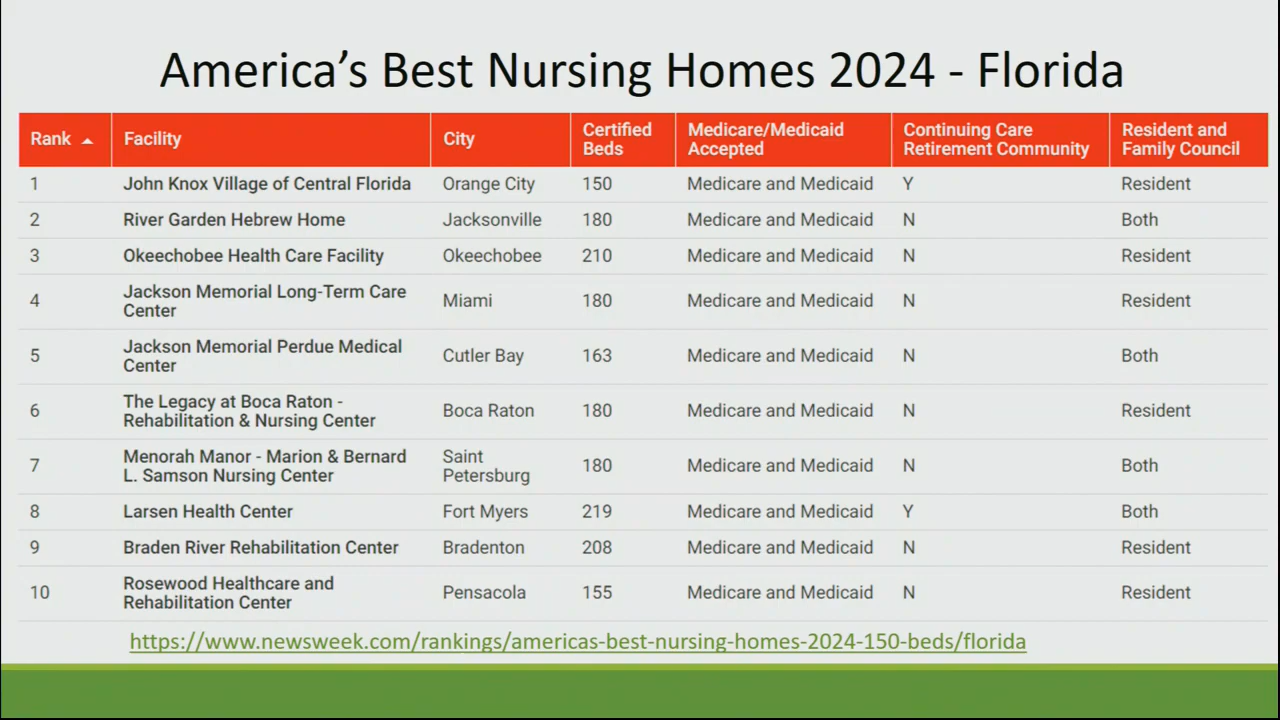 America's Best Nursing Homes 2024 - Florida
Rank Facility City Certified Beds Medicare/Medicaid Accepted Continuing Care Retirement Community Resident and Family Council
1 John Knox Village of Central Florida Orange City 150 Medicare and Medicaid Y Resident
2 River Garden Hebrew Home Jacksonville 180 Medicare and Medicaid N Both
3 Okeechobee Health Care Facility Okeechobee 210 Medicare and Medicaid N Resident
4 Jackson Memorial Long-Term Care Center Miami 180 Medicare and Medicaid N Resident
5 Jackson Memorial Perdue Medical Center Cutler Bay 163 Medicare and Medicaid N Both
6 The Legacy at Boca Raton - Rehabilitation & Nursing Center Boca Raton 180 Medicare and Medicaid N Resident
7 Menorah Manor - Marion & Bernard L. Samson Nursing Center Saint Petersburg 180 Medicare and Medicaid N Both
8 Larsen Health Center Fort Myers 219 Medicare and Medicaid Y Both
9 Braden River Rehabilitation Center Bradenton 208 Medicare and Medicaid N Resident
10 Rosewood Healthcare and Rehabilitation Center Pensacola 155 Medicare and Medicaid N Resident
https://www.newsweek.com/rankings/americas-best-nursing-homes-2024-150-beds/florida